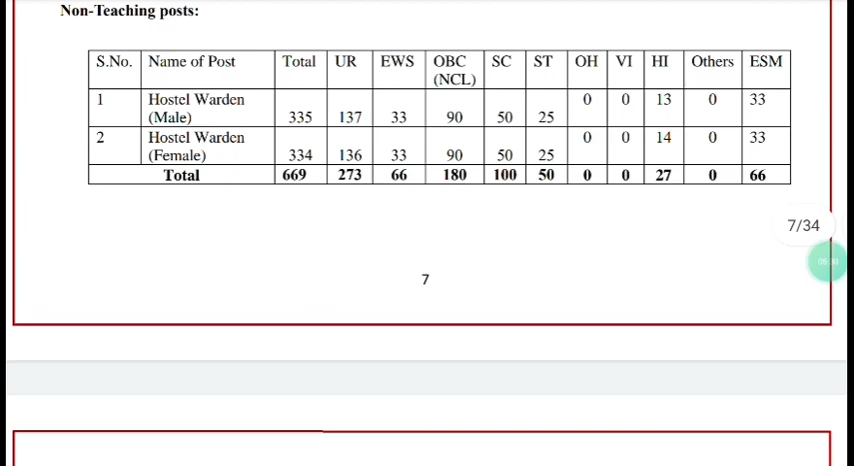 Non-Teaching posts:
S.No. Name of Post Total UR EWS OBC (NCL) SC ST OH VI HI Others ESM
1 Hostel Warden (Male) 335 137 33 90 50 25 0 0 13 0 33
2 Hostel Warden (Female) 334 136 33 90 50 25 0 0 14 0 33
Total 669 273 66 180 100 50 0 0 27 0 66
7/34
7